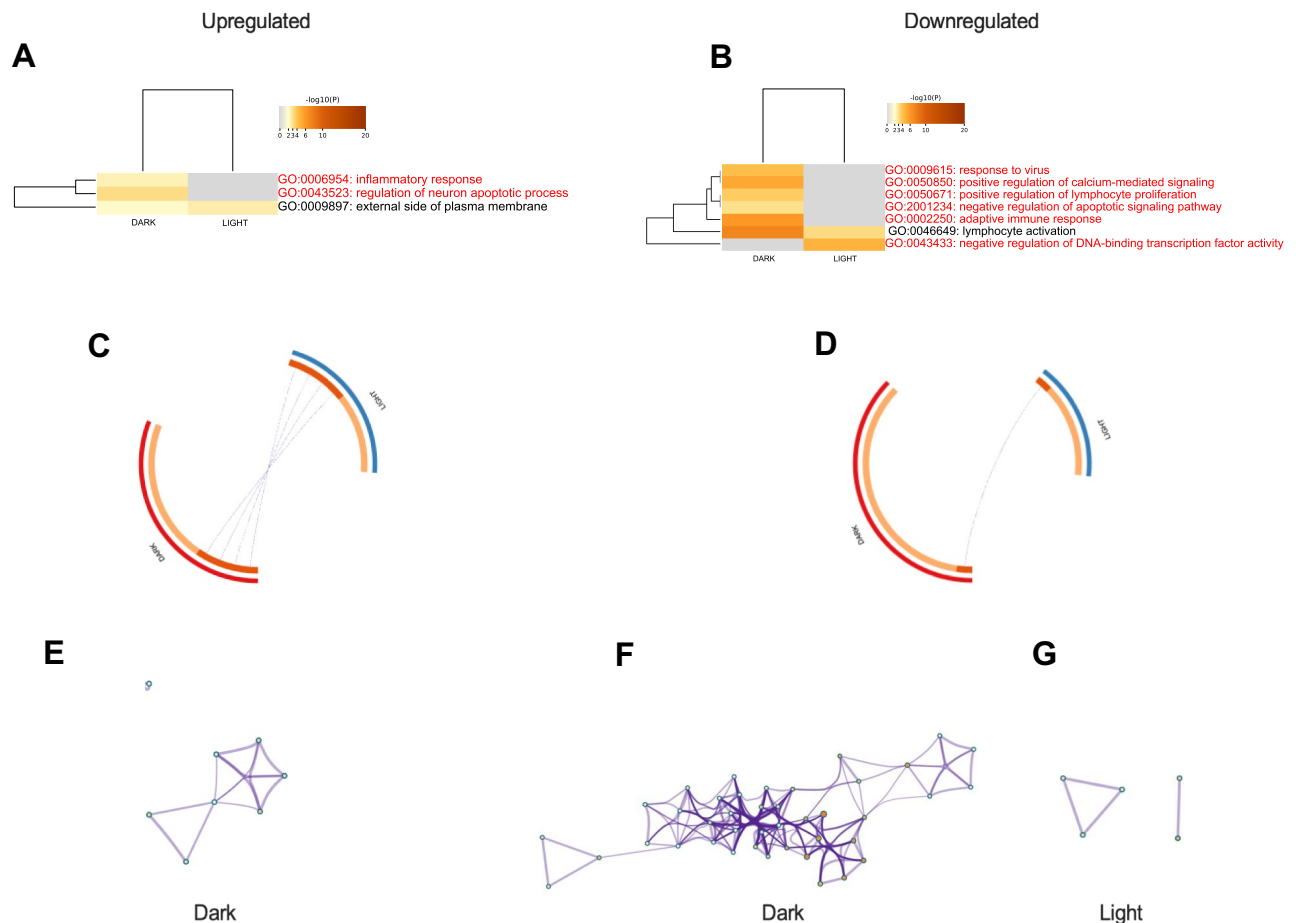 Upregulated
Downregulated
A
B
-log10(P)
0 2 3 4 6 10 20
GO:0006954: inflammatory response
GO:0043523: regulation of neuron apoptotic process
GO:0009897: external side of plasma membrane
DARK LIGHT
-log10(P)
0 2 3 4 6 10 20
GO:0009615: response to virus
GO:0050850: positive regulation of calcium-mediated signaling
GO:0050671: positive regulation of lymphocyte proliferation
GO:2001234: negative regulation of apoptotic signaling pathway
GO:0002250: adaptive immune response
GO:0046649: lymphocyte activation
GO:0043433: negative regulation of DNA-binding transcription factor activity
DARK LIGHT
C
LIGHT
DARK
D
LIGHT
DARK
E
F
G
Dark
Dark
Light